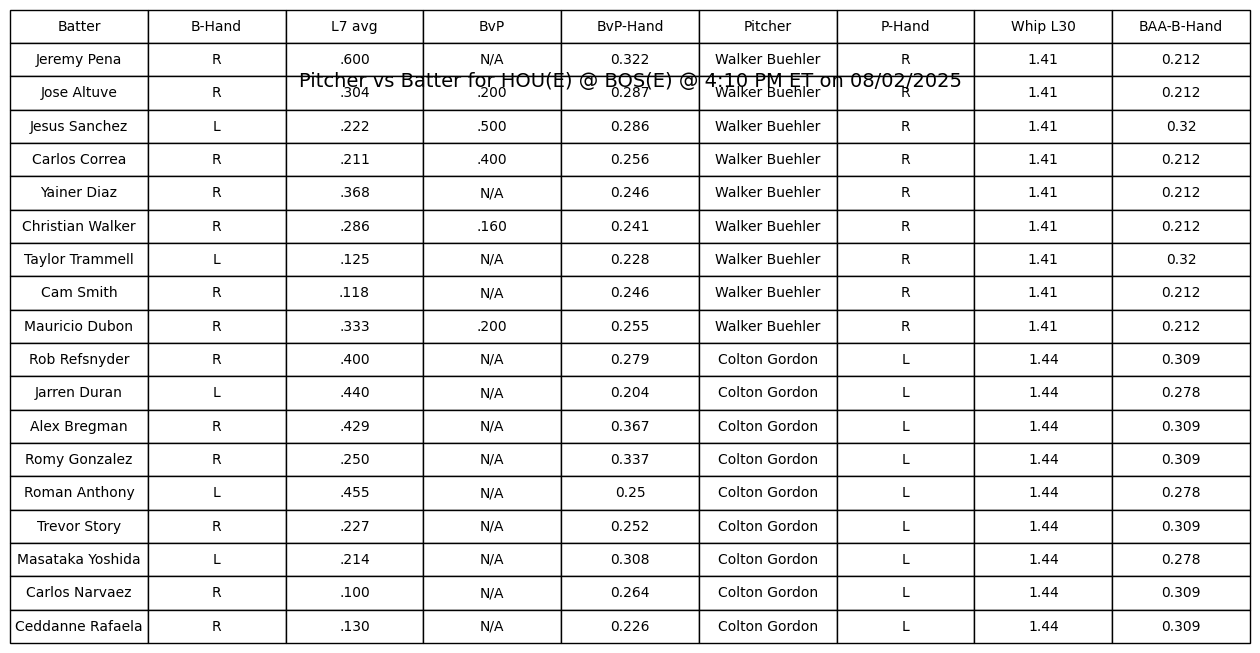 Batter B-Hand L7 avg BvP BvP-Hand Pitcher P-Hand Whip L30 BAA-B-Hand
Jeremy Pena R .600 N/A 0.322 Walker Buehler R 1.41 0.212
Pitcher vs Batter for HOU(E) @ BOS(E) @ 4:10 PM ET on 08/02/2025
Jose Altuve R .304 .200 0.287 Walker Buehler R 1.41 0.212
Jesus Sanchez L .222 .500 0.286 Walker Buehler R 1.41 0.32
Carlos Correa R .211 .400 0.256 Walker Buehler R 1.41 0.212
Yainer Diaz R .368 N/A 0.246 Walker Buehler R 1.41 0.212
Christian Walker R .286 .160 0.241 Walker Buehler R 1.41 0.212
Taylor Trammell L .125 N/A 0.228 Walker Buehler R 1.41 0.32
Cam Smith R .118 N/A 0.246 Walker Buehler R 1.41 0.212
Mauricio Dubon R .333 .200 0.255 Walker Buehler R 1.41 0.212
Rob Refsnyder R .400 N/A 0.279 Colton Gordon L 1.44 0.309
Jarren Duran L .440 N/A 0.204 Colton Gordon L 1.44 0.278
Alex Bregman R .429 N/A 0.367 Colton Gordon L 1.44 0.309
Romy Gonzalez R .250 N/A 0.337 Colton Gordon L 1.44 0.309
Roman Anthony L .455 N/A 0.25 Colton Gordon L 1.44 0.278
Trevor Story R .227 N/A 0.252 Colton Gordon L 1.44 0.309
Masataka Yoshida L .214 N/A 0.308 Colton Gordon L 1.44 0.278
Carlos Narvaez R .100 N/A 0.264 Colton Gordon L 1.44 0.309
Ceddanne Rafaela R .130 N/A 0.226 Colton Gordon L 1.44 0.309